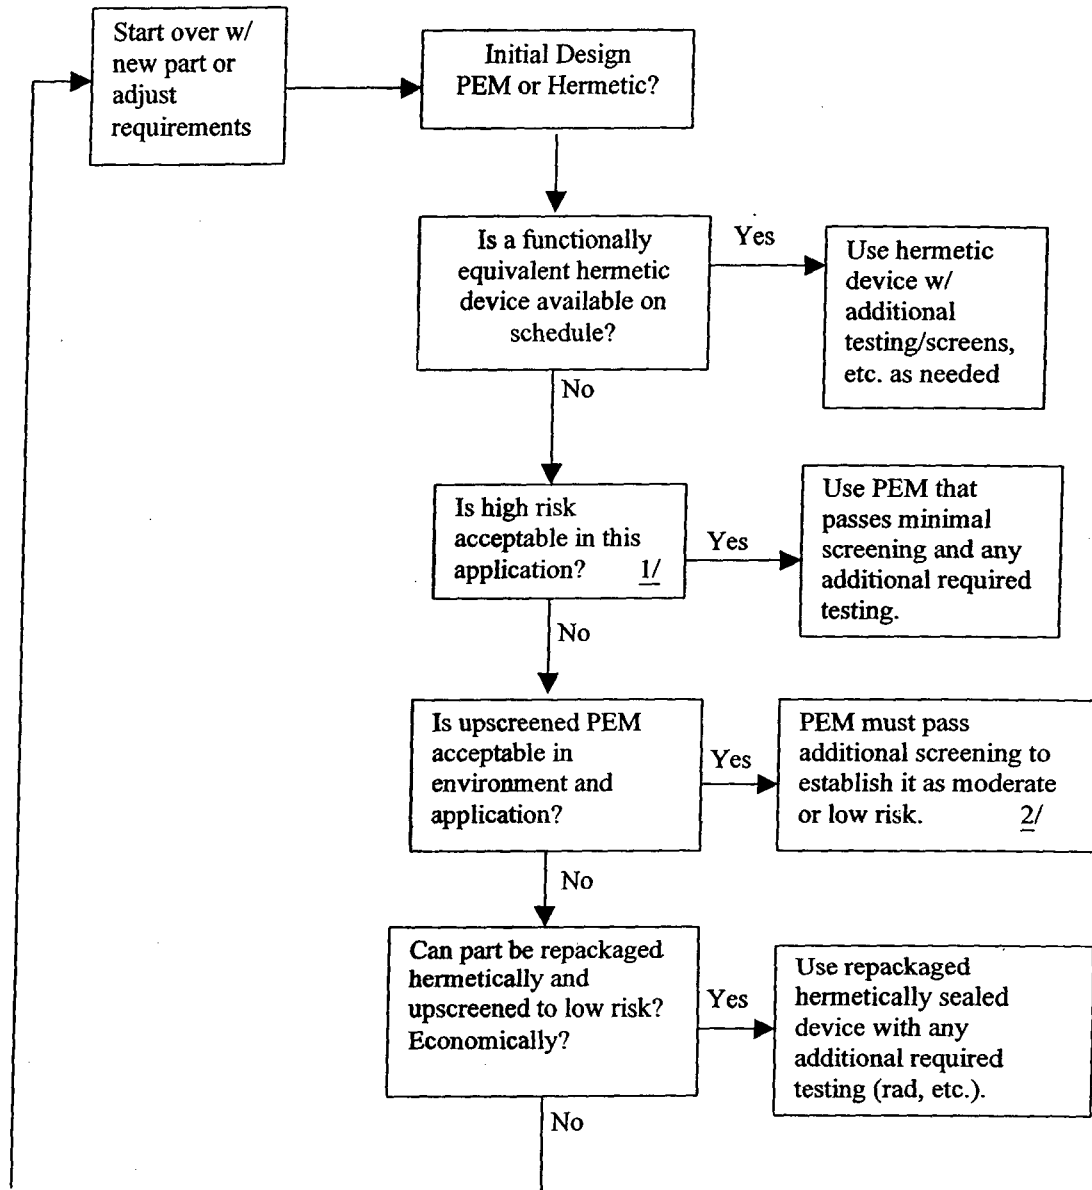 Start over w/
new part or
adjust
requirements
Initial Design
PEM or Hermetic?
Is a functionally
equivalent hermetic
device available on
schedule?
Yes
Use hermetic
device w/
additional
testing/screens,
etc. as needed
No
Is high risk
acceptable in this
application? 1/
Yes
Use PEM that
passes minimal
screening and any
additional required
testing.
No
Is upscreened PEM
acceptable in
environment and
application?
Yes
PEM must pass
additional screening to
establish it as moderate
or low risk. 2/
No
Can part be repackaged
hermetically and
upscreened to low risk?
Economically?
Yes
Use repackaged
hermetically sealed
device with any
additional required
testing (rad, etc.).
No